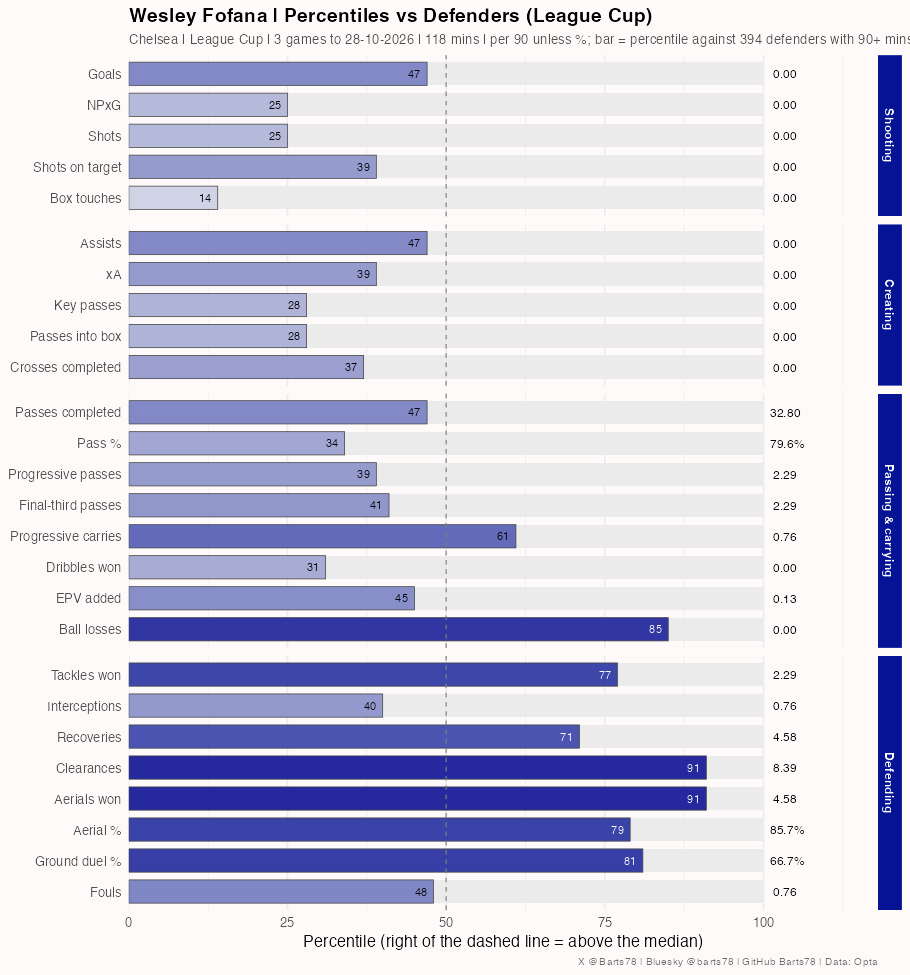 Wesley Fofana | Percentiles vs Defenders (League Cup)
Chelsea | League Cup | 3 games to 28-10-2026 | 118 mins | per 90 unless %; bar = percentile against 394 defenders with 90+ mins
Goals 47 0.00
NPxG 25 0.00
Shots 25 0.00
Shots on target 39 0.00
Box touches 14 0.00
Shooting
Assists 47 0.00
xA 39 0.00
Key passes 28 0.00
Passes into box 28 0.00
Crosses completed 37 0.00
Creating
Passes completed 47 32.80
Pass % 34 79.6%
Progressive passes 39 2.29
Final-third passes 41 2.29
Progressive carries 61 0.76
Dribbles won 31 0.00
EPV added 45 0.13
Ball losses 85 0.00
Passing & carrying
Tackles won 77 2.29
Interceptions 40 0.76
Recoveries 71 4.58
Clearances 91 8.39
Aerials won 91 4.58
Aerial % 79 85.7%
Ground duel % 81 66.7%
Fouls 48 0.76
Defending
0 25 50 75 100
Percentile (right of the dashed line = above the median)
X @Barts78 | Bluesky @barts78 | GitHub Barts78 | Data: Opta